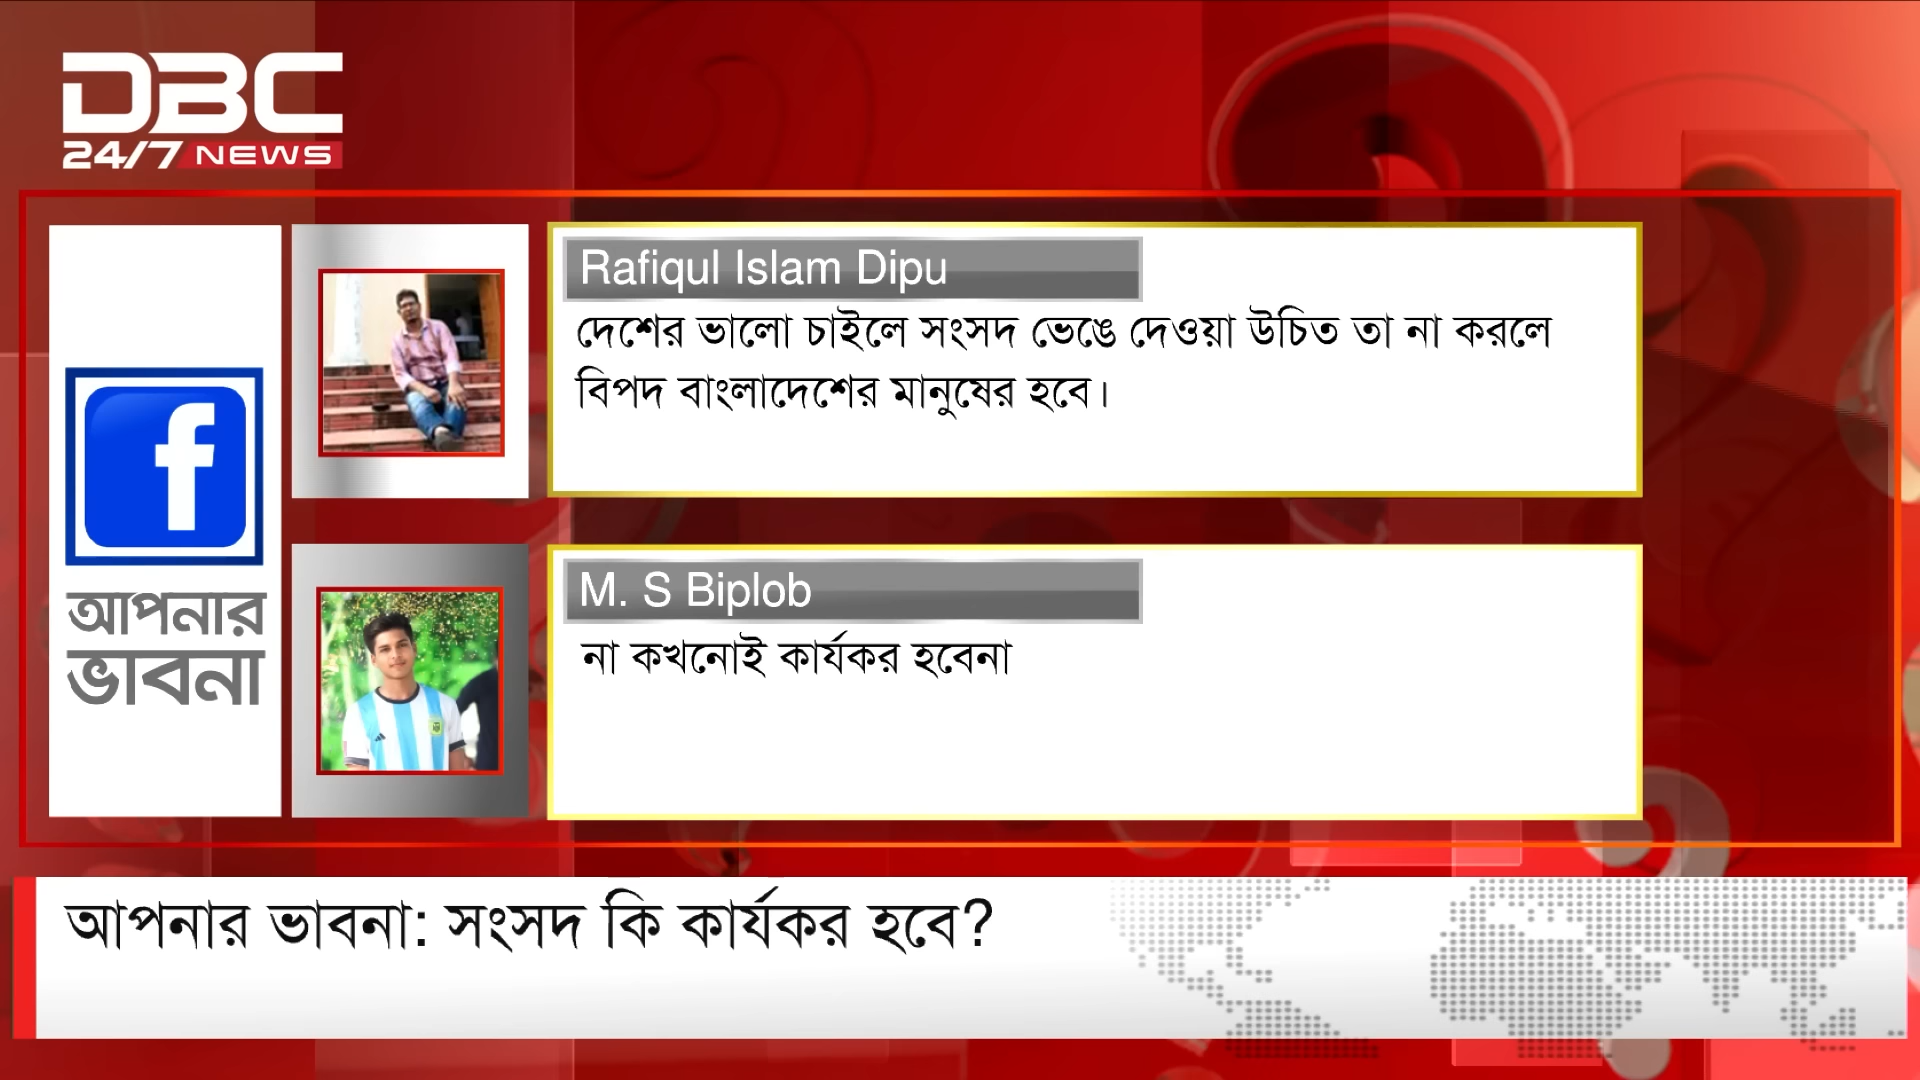 DBC
24/7 NEWS
f
আপনার
ভাবনা
Rafiqul Islam Dipu
দেশের ভালো চাইলে সংসদ ভেঙে দেওয়া উচিত তা না করলে
বিপদ বাংলাদেশের মানুষের হবে।
M. S Biplob
না কখনোই কার্যকর হবেনা
আপনার ভাবনা: সংসদ কি কার্যকর হবে?